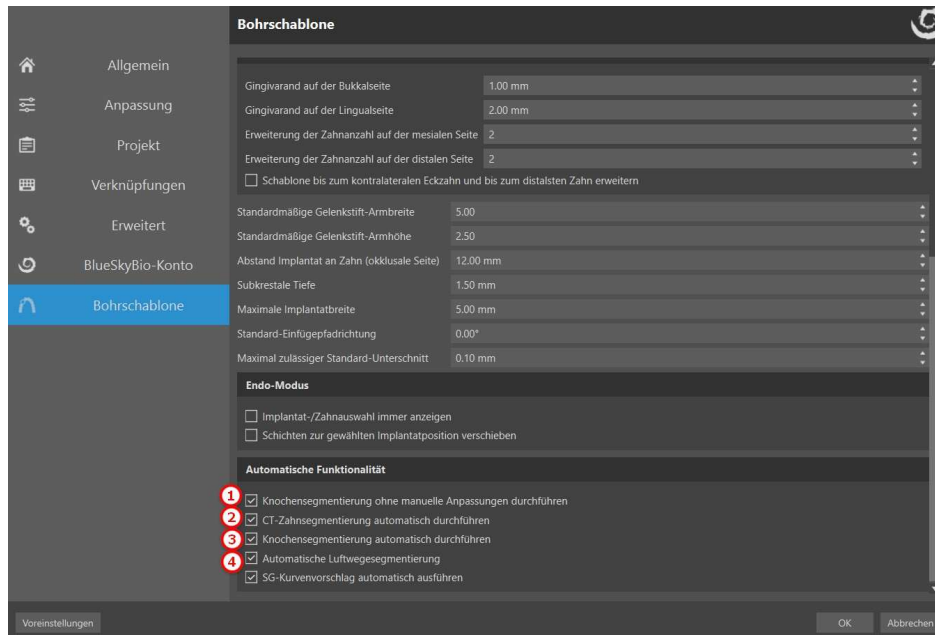 Bohrschablone
Allgemein
Anpassung
Projekt
Verknüpfungen
Erweitert
BlueSkyBio-Konto
Bohrschablone
Gingivarand auf der Bukkalseite 1.00 mm
Gingivarand auf der Lingualseite 2.00 mm
Erweiterung der Zahnanzahl auf der mesialen Seite 2
Erweiterung der Zahnanzahl auf der distalen Seite 2
Schablone bis zum kontralateralen Eckzahn und bis zum distalsten Zahn erweitern
Standardmäßige Gelenkstift-Armbreite 5.00
Standardmäßige Gelenkstift-Armhöhe 2.50
Abstand Implantat an Zahn (okklusale Seite) 12.00 mm
Subkrestale Tiefe 1.50 mm
Maximale Implantatbreite 5.00 mm
Standard-Einfügepfadrichtung 0.00°
Maximal zulässiger Standard-Unterschnitt 0.10 mm
Endo-Modus
Implantat-/Zahnauswahl immer anzeigen
Schichten zur gewählten Implantatposition verschieben
Automatische Funktionalität
1 Knochensegmentierung ohne manuelle Anpassungen durchführen
2 CT-Zahnsegmentierung automatisch durchführen
3 Knochensegmentierung automatisch durchführen
4 Automatische Luftwegesegmentierung
SG-Kurvenvorschlag automatisch ausführen
Voreinstellungen OK Abbrechen